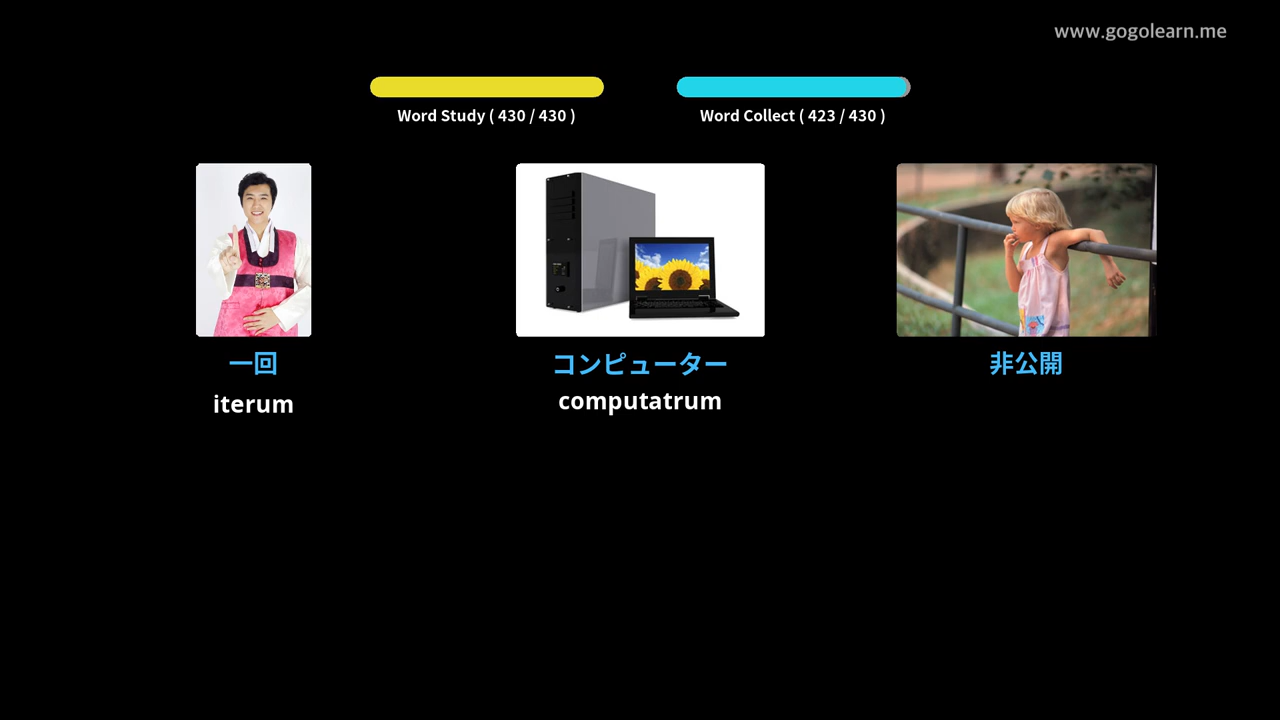 www.gogolearn.me
Word Study ( 430 / 430 )
Word Collect ( 423 / 430 )
一回
コンピューター
非公開
iterum
computatrum